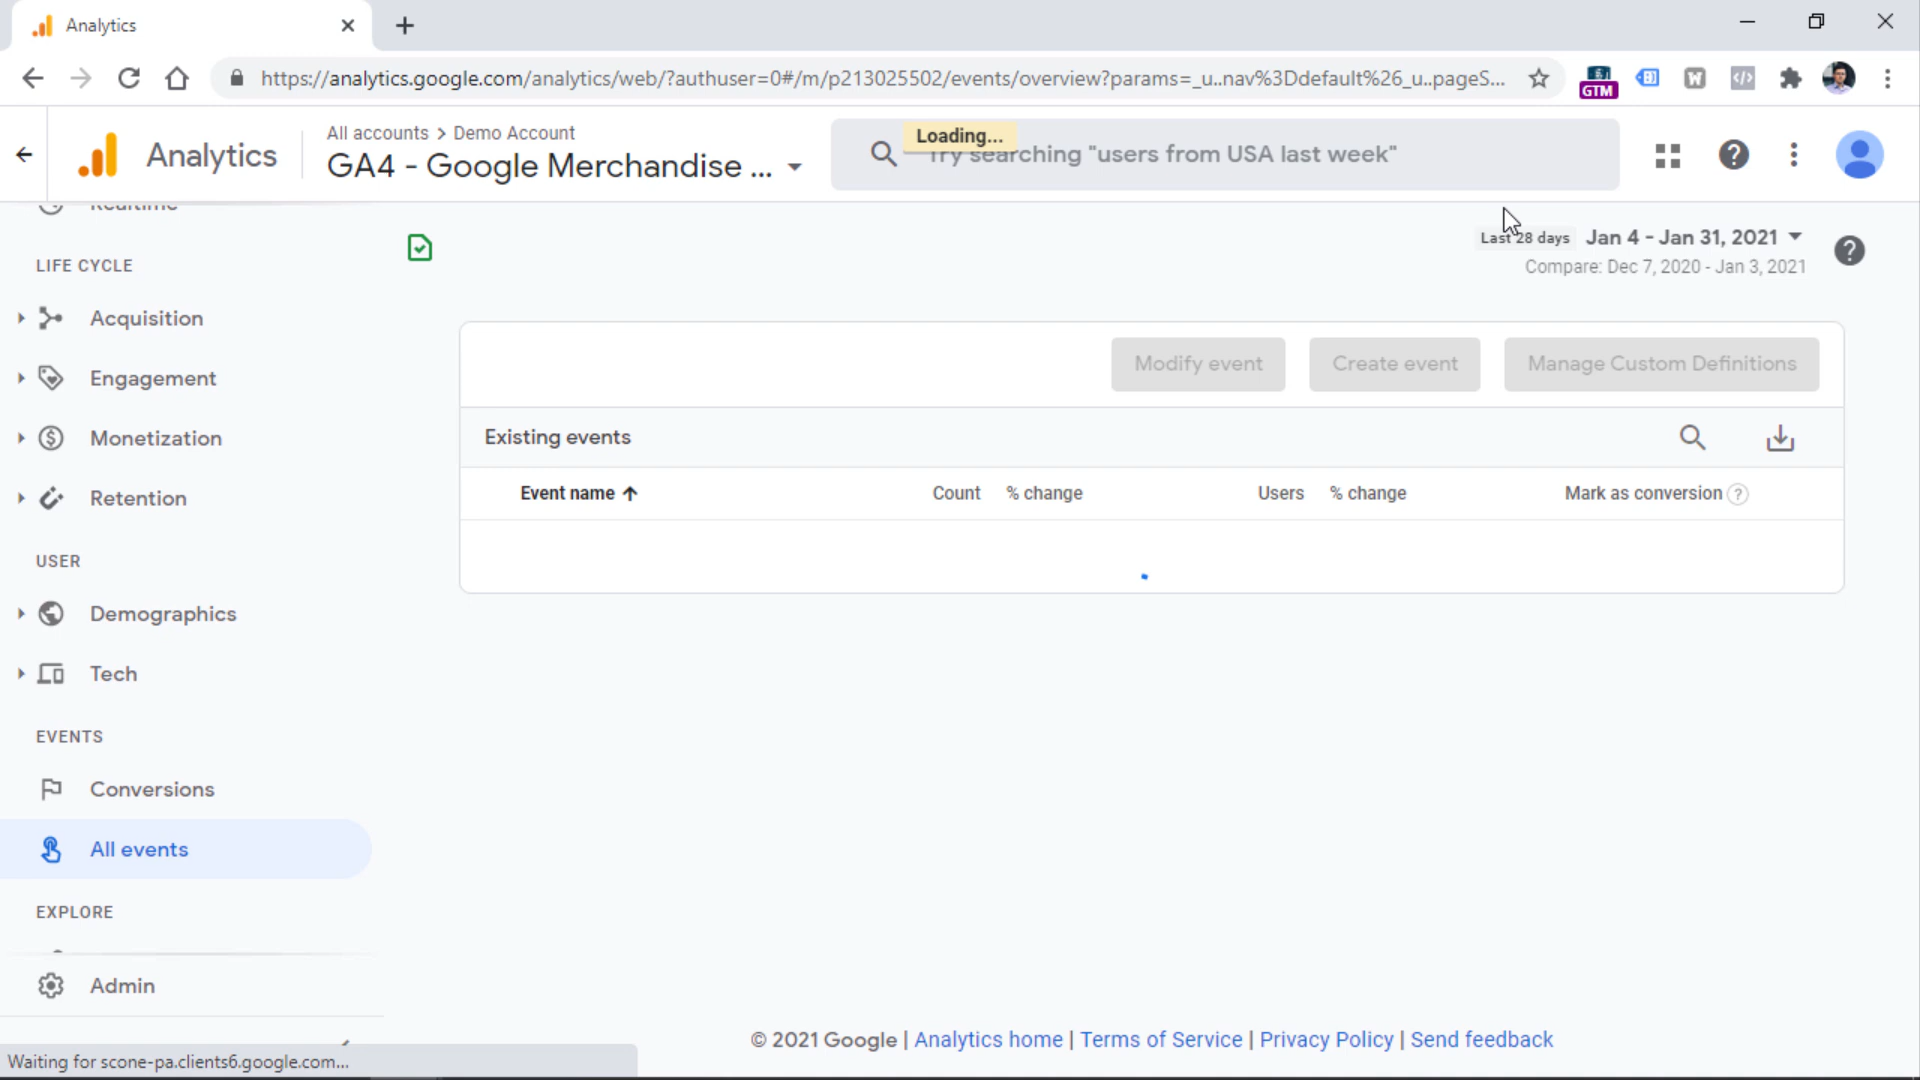 Analytics
https://analytics.google.com/analytics/web/?authuser=0#/m/p213025502/events/overview?params=_u..nav%3Ddefault%26_u..pageS...
GTM
W
Analytics
All accounts > Demo Account
GA4 - Google Merchandise ...
Loading...
Try searching "users from USA last week"
Realtime
Last 28 days Jan 4 - Jan 31, 2021
Compare: Dec 7, 2020 - Jan 3, 2021
LIFE CYCLE
Acquisition
Engagement
Monetization
Retention
USER
Demographics
Tech
EVENTS
Conversions
All events
EXPLORE
Admin
Modify event
Create event
Manage Custom Definitions
Existing events
Event name Count % change Users % change Mark as conversion
© 2021 Google | Analytics home | Terms of Service | Privacy Policy | Send feedback
Waiting for scone-pa.clients6.google.com...